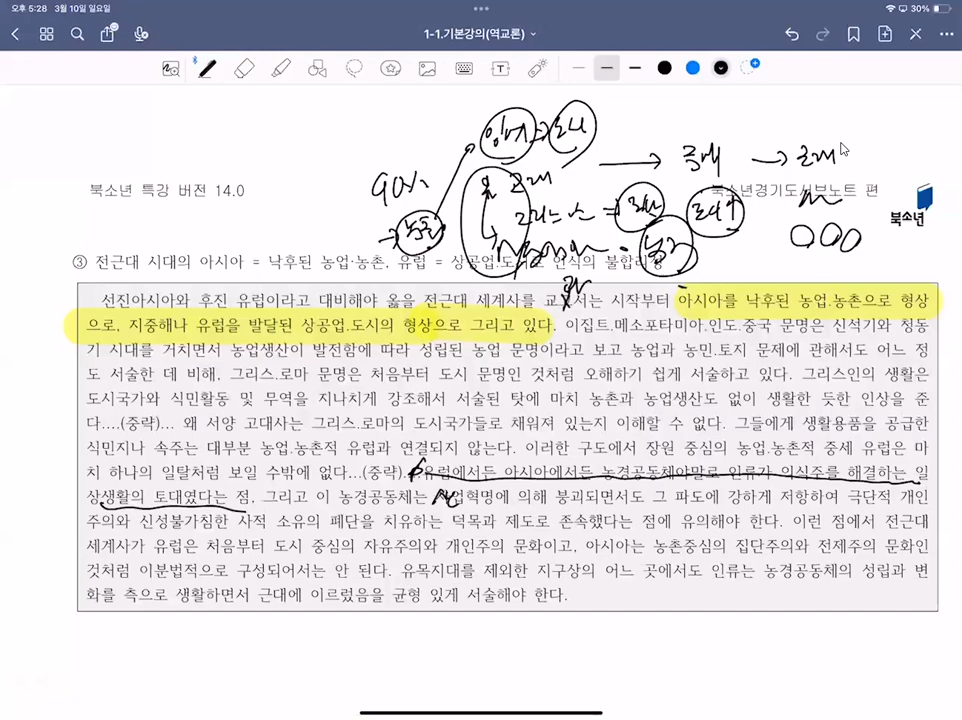 오후 5:28 3월 10일 일요일
30%
1-1.기본강의(역교론)
90%
잉여 ⇒ 도시
→ 농촌
고대
그리스 =
로마
→ 중세 →
북소년 특강 버전 14.0
북소년경기도서부노트 편
북소년
③ 전근대 시대의 아시아 = 낙후된 농업·농촌, 유럽 = 상공업.도시로 인식의 불합리성
선진아시아와 후진 유럽이라고 대비해야 옳을 전근대 세계사를 교과서는 시작부터 아시아를 낙후된 농업.농촌으로 형상
으로, 지중해나 유럽을 발달된 상공업.도시의 형상으로 그리고 있다. 이집트.메소포타미아.인도.중국 문명은 신석기와 청동
기 시대를 거치면서 농업생산이 발전함에 따라 성립된 농업 문명이라고 보고 농업과 농민.토지 문제에 관해서도 어느 정
도 서술한 데 비해, 그리스.로마 문명은 처음부터 도시 문명인 것처럼 오해하기 쉽게 서술하고 있다. 그리스인의 생활은
도시국가와 식민활동 및 무역을 지나치게 강조해서 서술된 탓에 마치 농촌과 농업생산도 없이 생활한 듯한 인상을 준
다....(중략)... 왜 서양 고대사는 그리스.로마의 도시국가들로 채워져 있는지 이해할 수 없다. 그들에게 생활용품을 공급한
식민지나 속주는 대부분 농업.농촌적 유럽과 연결되지 않는다. 이러한 구도에서 장원 중심의 농업.농촌적 중세 유럽은 마
치 하나의 일탈처럼 보일 수밖에 없다...(중략)... 유럽에서든 아시아에서든 농경공동체야말로 인류가 의식주를 해결하는 일
상생활의 토대였다는 점, 그리고 이 농경공동체는 산업혁명에 의해 붕괴되면서도 그 파도에 강하게 저항하여 극단적 개인
주의와 신성불가침한 사적 소유의 폐단을 치유하는 덕목과 제도로 존속했다는 점에 유의해야 한다. 이런 점에서 전근대
세계사가 유럽은 처음부터 도시 중심의 자유주의와 개인주의 문화이고, 아시아는 농촌중심의 집단주의와 전제주의 문화인
것처럼 이분법적으로 구성되어서는 안 된다. 유목지대를 제외한 지구상의 어느 곳에서도 인류는 농경공동체의 성립과 변
화를 축으로 생활하면서 근대에 이르렀음을 균형 있게 서술해야 한다.